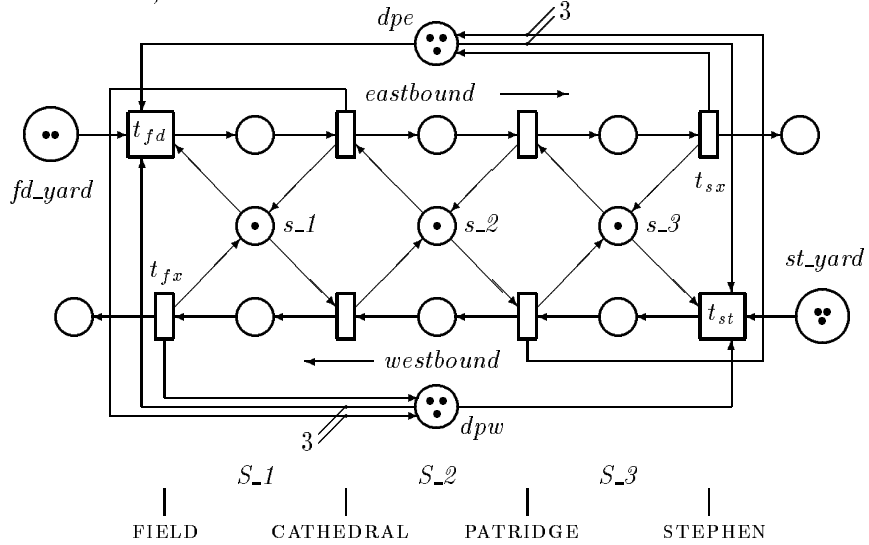 dpe
3
eastbound
t_fd
fd_yard
t_sx
s_1
s_2
s_3
t_fx
st_yard
t_st
westbound
3
dpw
S_1
S_2
S_3
FIELD
CATHEDRAL
PATRIDGE
STEPHEN